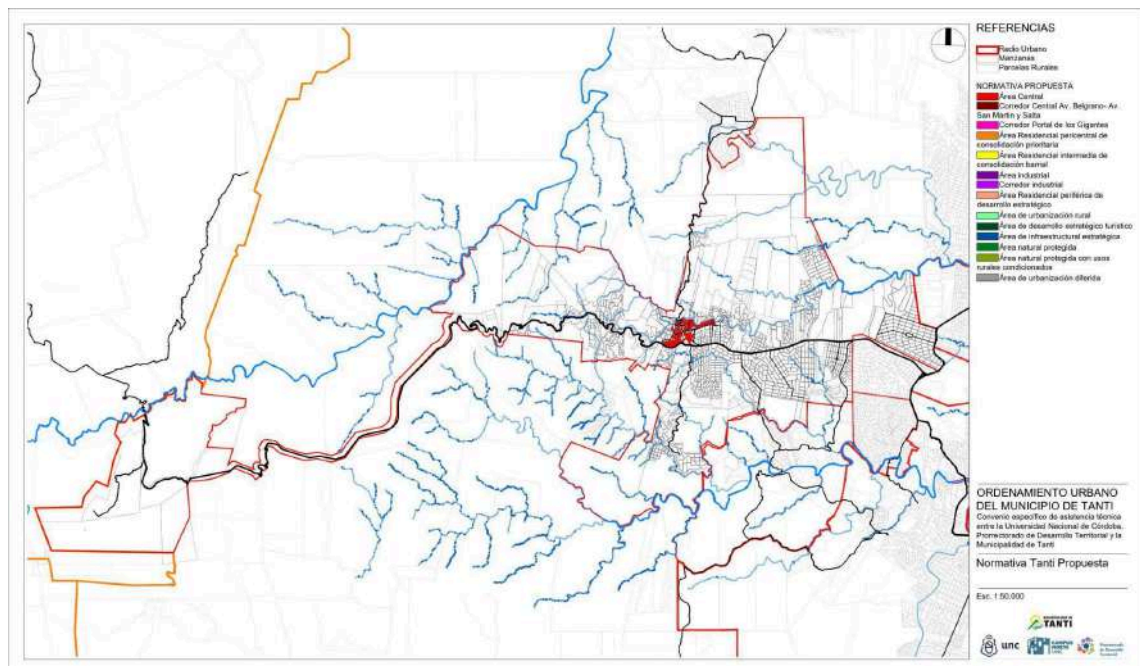 REFERENCIAS
Radio Urbano
Manzanas
Parcelas Rurales
NORMATIVA PROPUESTA
Área Central
Corredor Central Av. Belgrano- Av.
San Martin y Salta
Corredor Portal de los Gigantes
Área Residencial pericentral de
consolidación prioritaria
Área Residencial intermedia de
consolidación barrial
Área industrial
Corredor industrial
Área Residencial periférica de
desarrollo estratégico
Área de urbanización rural
Área de desarrollo estratégico turístico
Área de infraestructural estratégica
Área natural protegida
Área natural protegida con usos
rurales condicionados
Área de urbanización diferida
ORDENAMIENTO URBANO
DEL MUNICIPIO DE TANTI
Convenio específico de asistencia técnica
entre la Universidad Nacional de Córdoba,
Prorrectorado de Desarrollo Territorial y la
Municipalidad de Tanti
Normativa Tanti Propuesta
Esc. 1:50.000
TANTI
unc
CAMPUS
NORTE